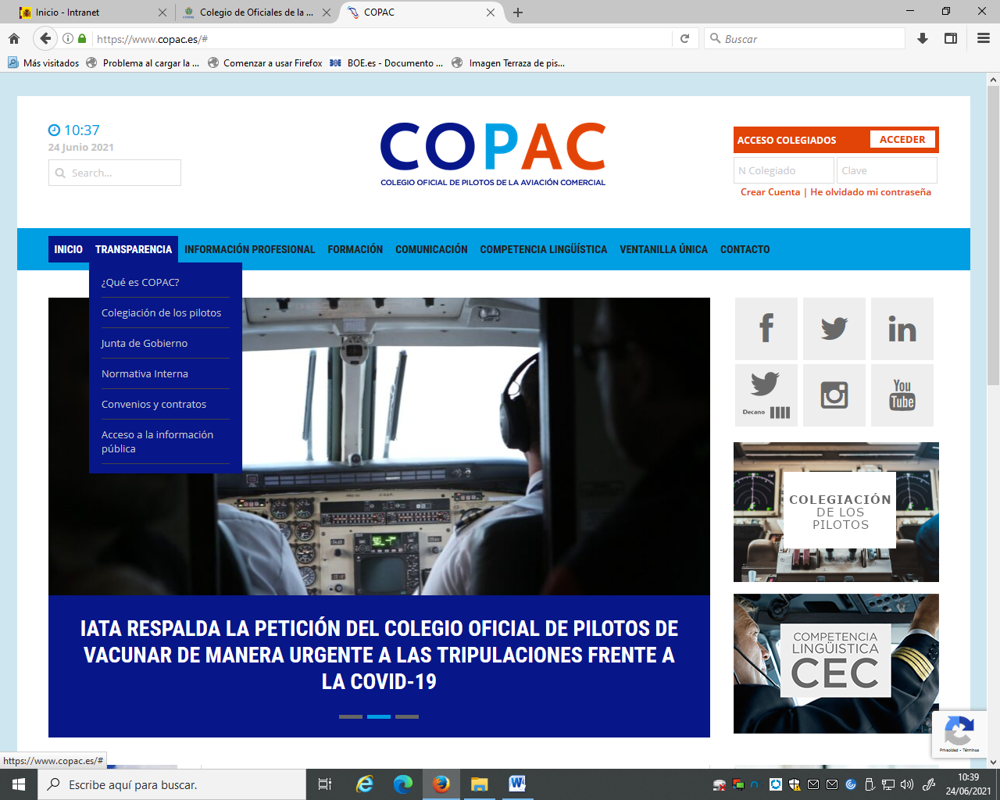 Inicio - Intranet
Colegio de Oficiales de la ...
COPAC
https://www.copac.es/#
Buscar
Más visitados
Problema al cargar la ...
Comenzar a usar Firefox
BOE.es - Documento ...
Imagen Terraza de pis...
10:37
24 Junio 2021
Search...
COPAC
COLEGIO OFICIAL DE PILOTOS DE LA AVIACIÓN COMERCIAL
ACCESO COLEGIADOS
ACCEDER
N Colegiado
Clave
Crear Cuenta | He olvidado mi contraseña
INICIO
TRANSPARENCIA
INFORMACIÓN PROFESIONAL
FORMACIÓN
COMUNICACIÓN
COMPETENCIA LINGÜÍSTICA
VENTANILLA ÚNICA
CONTACTO
¿Qué es COPAC?
Colegiación de los pilotos
Junta de Gobierno
Normativa Interna
Convenios y contratos
Acceso a la información
pública
IATA RESPALDA LA PETICIÓN DEL COLEGIO OFICIAL DE PILOTOS DE
VACUNAR DE MANERA URGENTE A LAS TRIPULACIONES FRENTE A
LA COVID-19
Decano
You
Tube
COLEGIACIÓN
DE LOS
PILOTOS
COMPETENCIA
LINGÜISTICA
CEC
Privacidad - Términos
https://www.copac.es/#
Escribe aquí para buscar.
10:39
24/06/2021